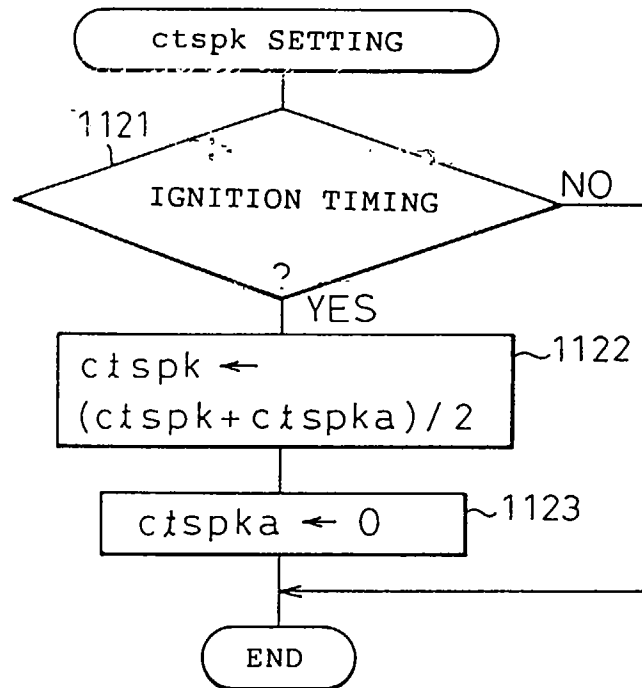 ctspk SETTING
1121
IGNITION TIMING
NO
?
YES
ctspk ←
(ctspk+ctspka)/2
1122
ctspka ← 0
1123
END